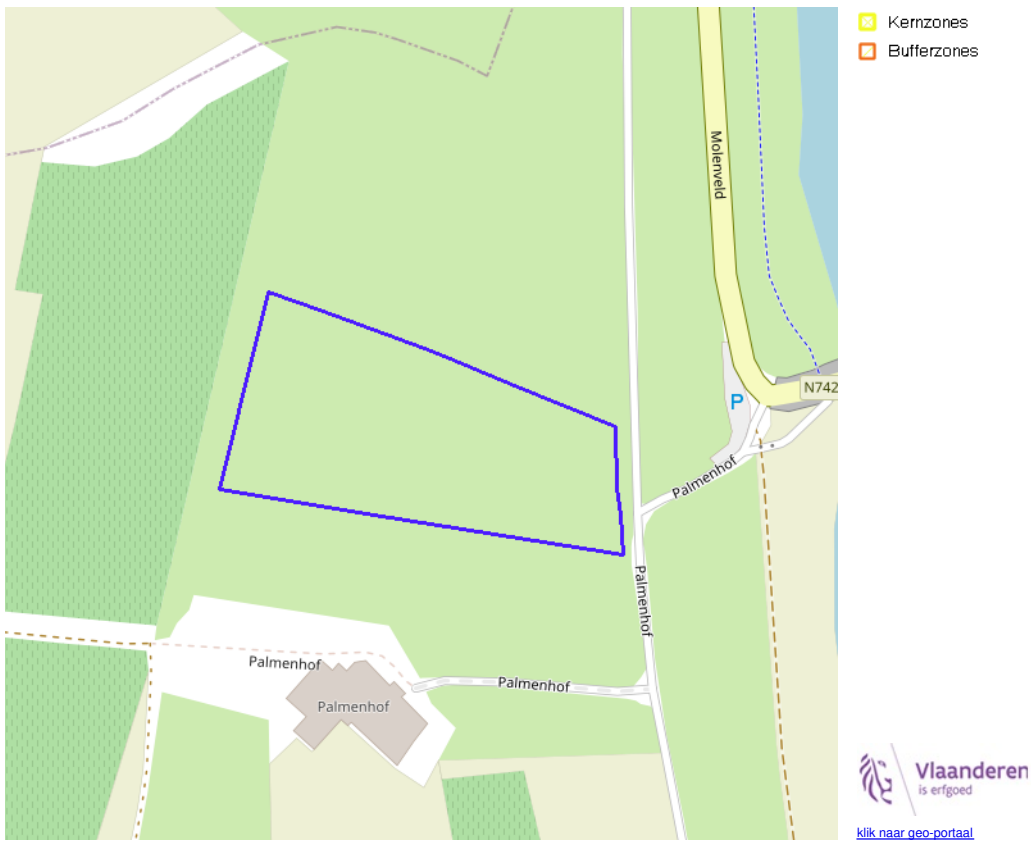 Kernzones
Bufferzones
Molenveld
N742
P
Palmenhof
Palmenhof
Palmenhof
Palmenhof
Palmenhof
Vlaanderen
is erfgoed
klik naar geo-portaal